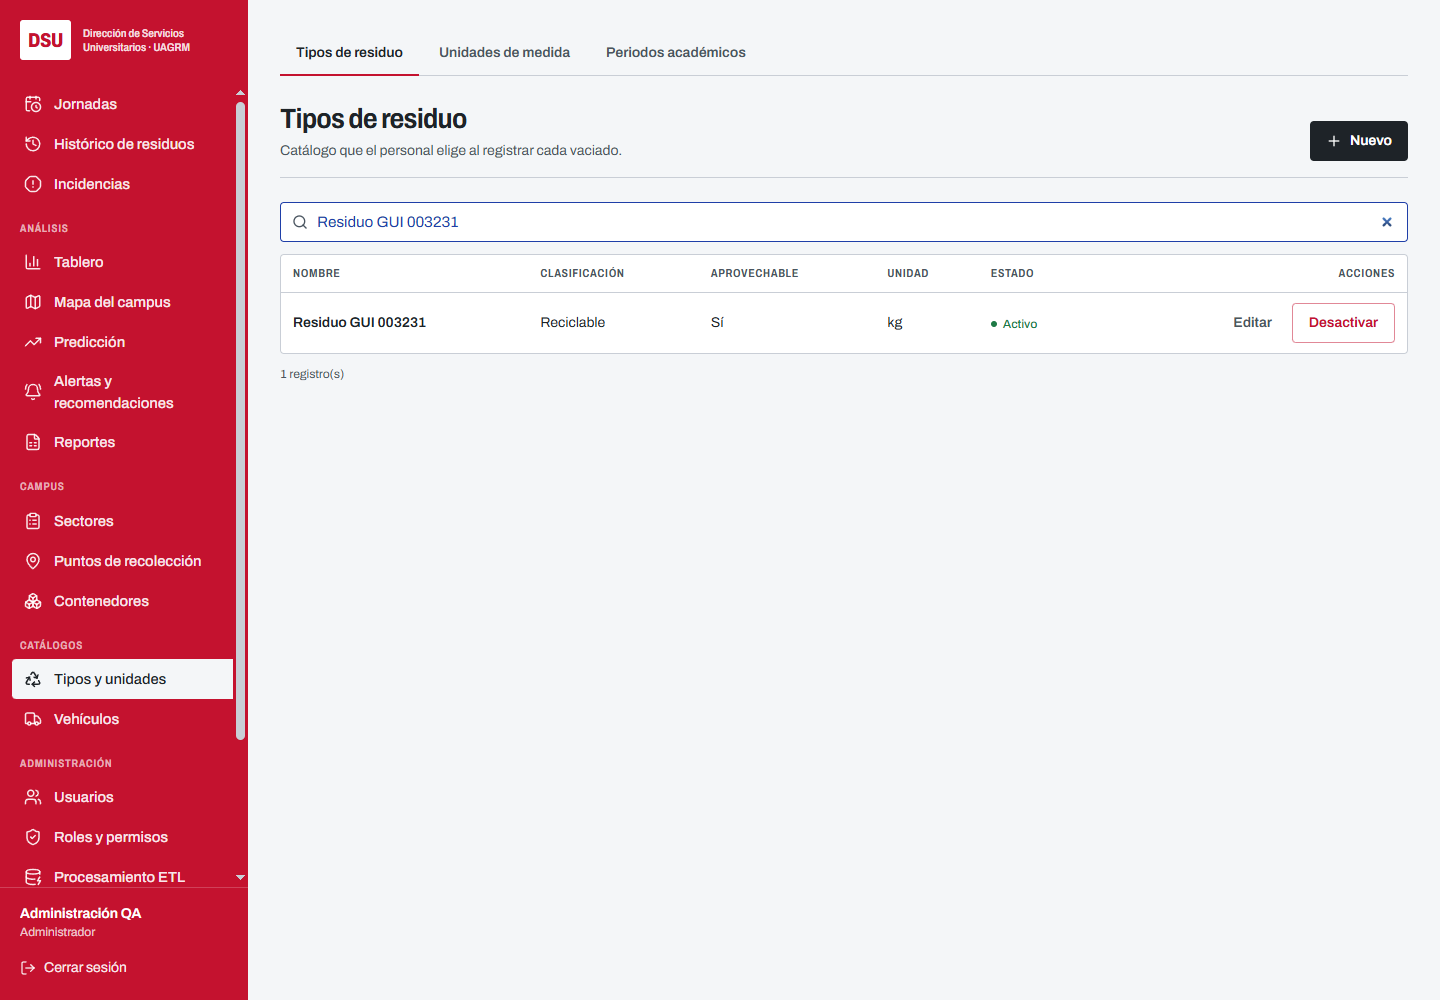 DSU
Dirección de Servicios
Universitarios · UAGRM
Jornadas
Histórico de residuos
Incidencias
ANÁLISIS
Tablero
Mapa del campus
Predicción
Alertas y
recomendaciones
Reportes
CAMPUS
Sectores
Puntos de recolección
Contenedores
CATÁLOGOS
Tipos y unidades
Vehículos
ADMINISTRACIÓN
Usuarios
Roles y permisos
Procesamiento ETL
Administración QA
Administrador
Cerrar sesión
Tipos de residuo Unidades de medida Periodos académicos
Tipos de residuo
Catálogo que el personal elige al registrar cada vaciado.
Nuevo
Residuo GUI 003231
NOMBRE CLASIFICACIÓN APROVECHABLE UNIDAD ESTADO ACCIONES
Residuo GUI 003231 Reciclable Sí kg Activo Editar Desactivar
1 registro(s)